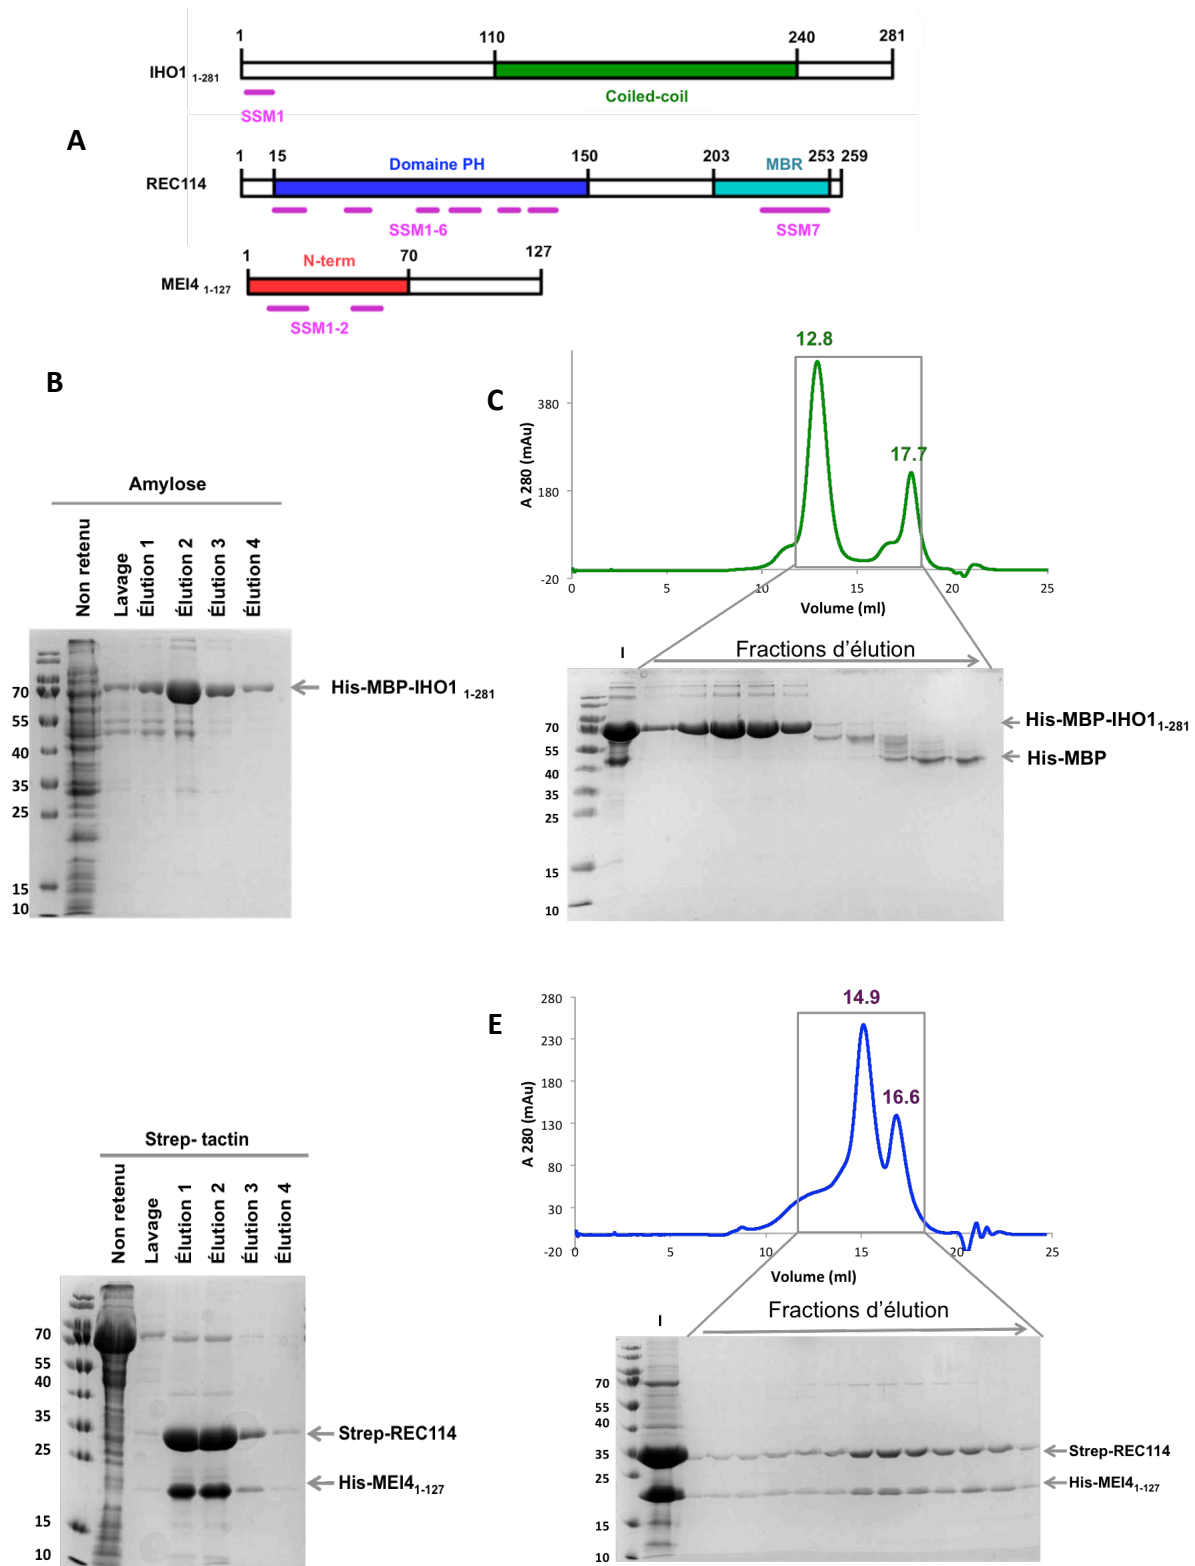 1 110 240 281
IHO1 1-281
Coiled-coil
SSM1
A
1 15 150 203 253 259
Domaine PH MBR
REC114
SSM1-6 SSM7
1 70 127
N-term
MEI4 1-127
SSM1-2
B
Amylose
Non retenu
Lavage
Élution 1
Élution 2
Élution 3
Élution 4
70
55
40
35
25
15
10
His-MBP-IHO1 1-281
C
12.8
17.7
A 280 (mAu)
380
180
-20
0 5 10 15 20 25
Volume (ml)
Fractions d'élution
I
70
55
40
35
25
15
10
His-MBP-IHO1 1-281
His-MBP
Strep- tactin
Non retenu
Lavage
Élution 1
Élution 2
Élution 3
Élution 4
70
55
40
35
25
15
10
Strep-REC114
His-MEI4 1-127
E
14.9
16.6
A 280 (mAu)
280
230
180
130
80
30
-20
0 5 10 15 20 25
Volume (ml)
Fractions d'élution
I
70
55
40
35
25
15
10
Strep-REC114
His-MEI4 1-127